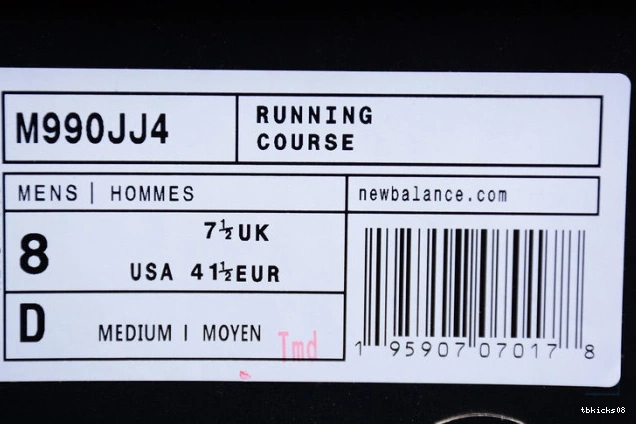 M990JJ4
RUNNING
COURSE
MENS | HOMMES
newbalance.com
8
7½UK
USA 41½EUR
D
MEDIUM | MOYEN
Tmd
1 95907 07017 8
tbkicks08